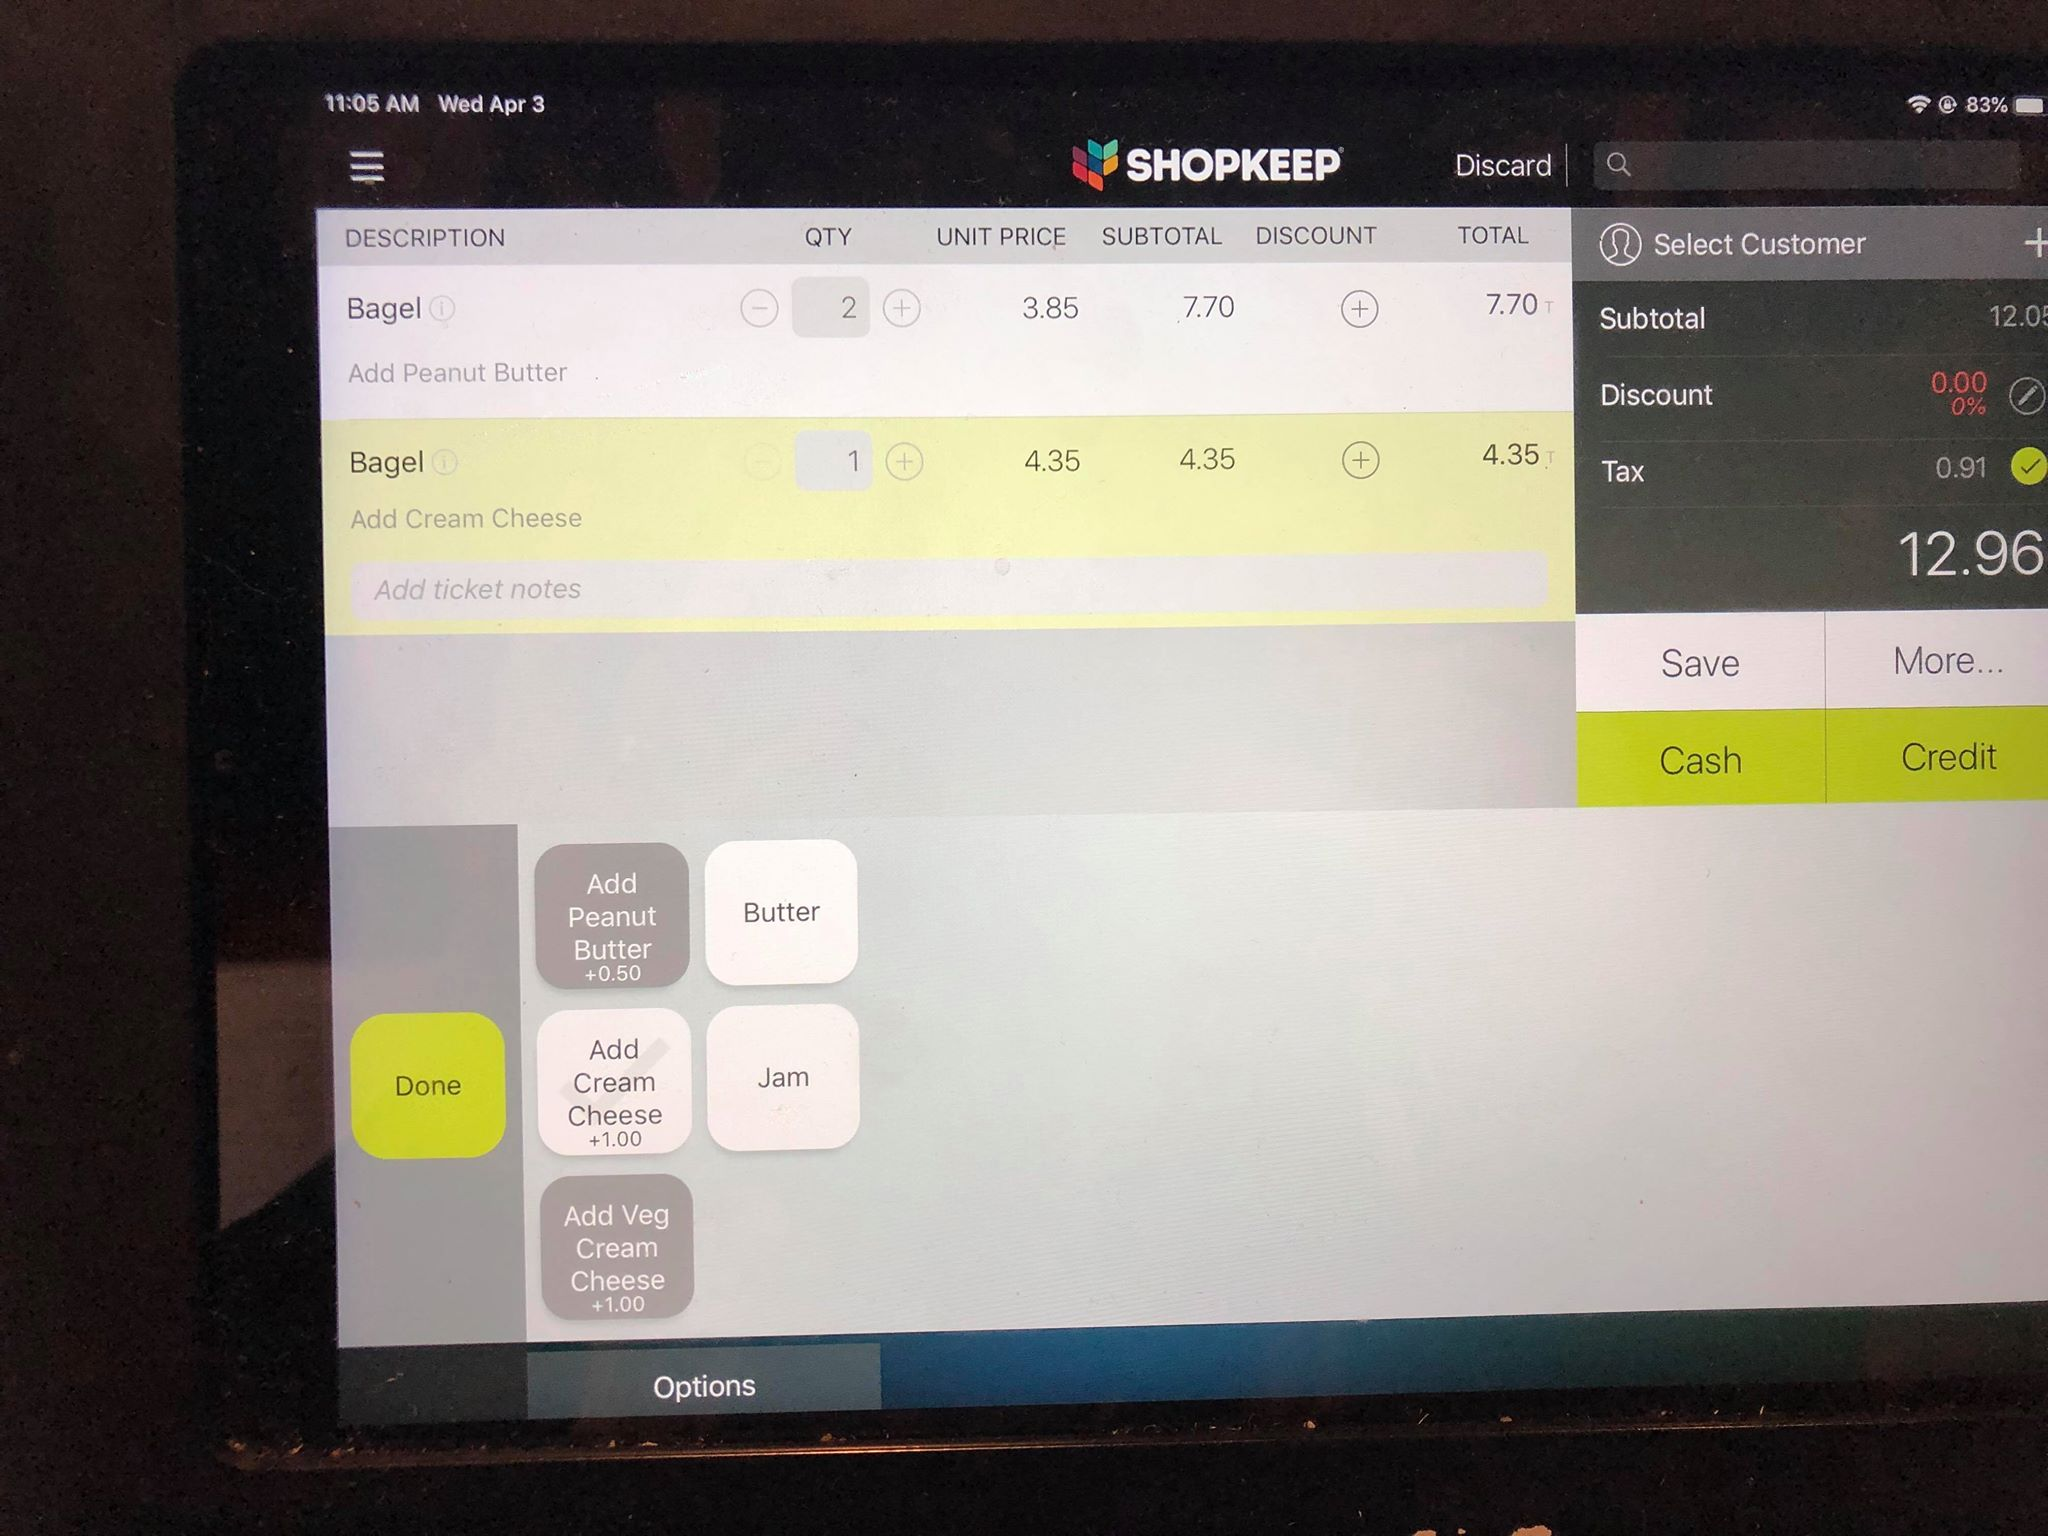 11:05 AM Wed Apr 3
83%
SHOPKEEP
Discard
DESCRIPTION QTY UNIT PRICE SUBTOTAL DISCOUNT TOTAL
Bagel 2 3.85 7.70 7.70 T
Add Peanut Butter
Bagel 1 4.35 4.35 4.35 T
Add Cream Cheese
Add ticket notes
Select Customer
Subtotal 12.05
Discount 0.00
0%
Tax 0.91
12.96
Save More...
Cash Credit
Add
Peanut
Butter
+0.50
Butter
Done
Add
Cream
Cheese
+1.00
Jam
Add Veg
Cream
Cheese
+1.00
Options